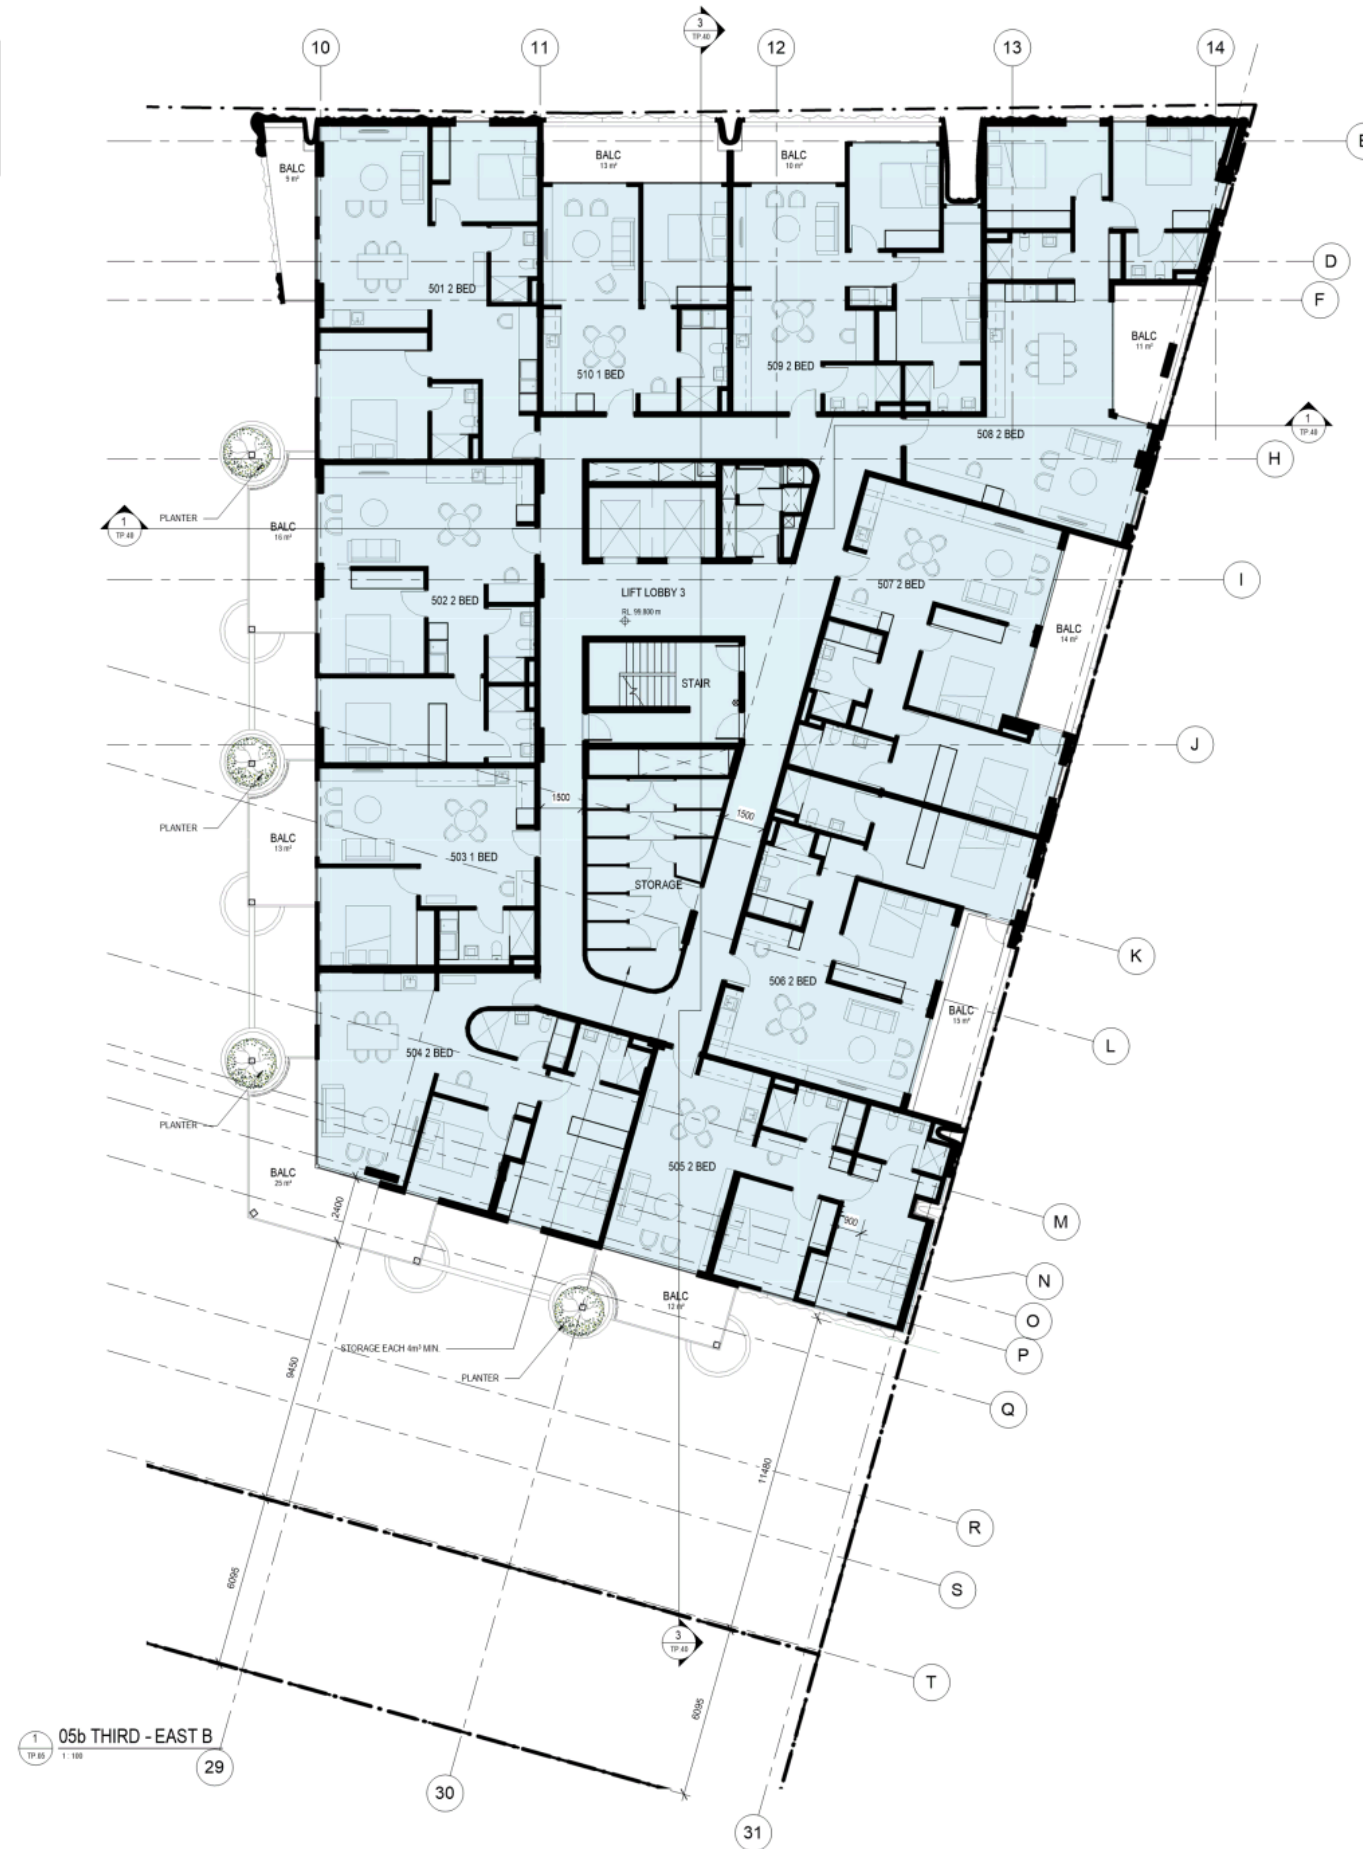 3
TP.40
10
11
12
13
14
BALC
9 m²
BALC
13 m²
BALC
10 m²
D
F
501 2 BED
BALC
11 m²
510 1 BED
509 2 BED
508 2 BED
1
TP.40
H
PLANTER
1
TP.40
BALC
16 m²
I
507 2 BED
LIFT LOBBY 3
RL. 99.800 m
502 2 BED
BALC
14 m²
STAIR
J
1500
1500
PLANTER
BALC
13 m²
503 1 BED
STORAGE
K
506 2 BED
BALC
15 m²
L
504 2 BED
PLANTER
505 2 BED
BALC
25 m²
2400
900
M
N
BALC
12 m²
O
STORAGE EACH 4m³ MIN.
P
9450
PLANTER
Q
11480
R
6095
S
3
TP.40
T
6095
1
TP.05
05b THIRD - EAST B
1 : 100
29
30
31